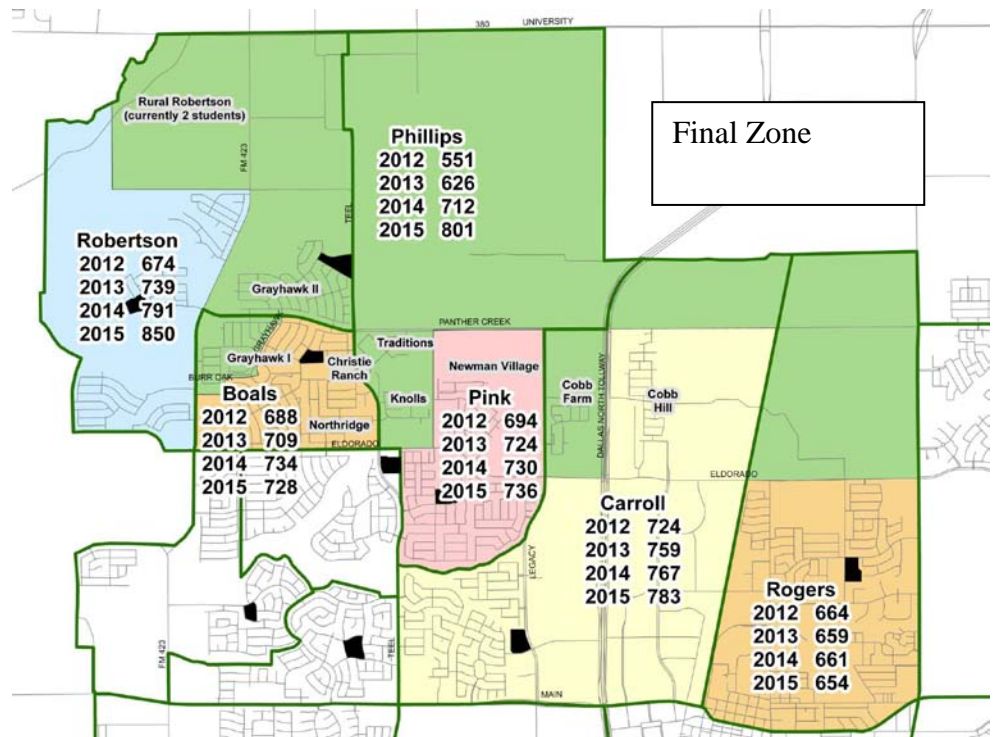 380 UNIVERSITY
Rural Robertson
(currently 2 students)
FM 423
TEEL
Final Zone
Phillips
2012 551
2013 626
2014 712
2015 801
Robertson
2012 674
2013 739
2014 791
2015 850
Grayhawk II
PANTHER CREEK
GRAYHAWK
Grayhawk I
BURR OAK
Christie
Ranch
Traditions
Knolls
Newman Village
Cobb
Farm
DALLAS NORTH TOLLWAY
Cobb
Hill
Boals
2012 688
2013 709
2014 734
2015 728
Northridge
ELDORADO
Pink
2012 694
2013 724
2014 730
2015 736
ELDORADO
Carroll
2012 724
2013 759
2014 767
2015 783
LEGACY
Rogers
2012 664
2013 659
2014 661
2015 654
FM 423
TEEL
MAIN